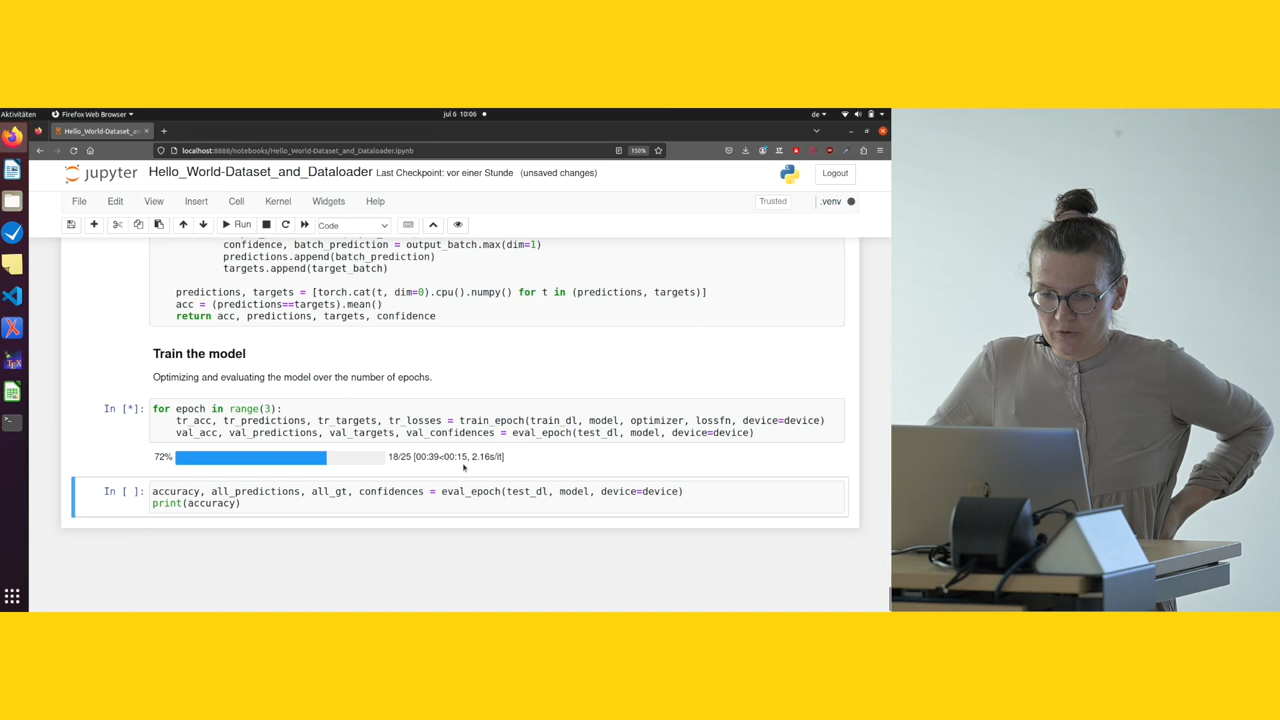 Aktivitäten
Firefox Web Browser
Jul 6 10:06
de
Hello_World-Dataset_an
localhost:8888/notebooks/Hello_World-Dataset_and_Dataloader.ipynb
150%
jupyter
Hello_World-Dataset_and_Dataloader Last Checkpoint: vor einer Stunde (unsaved changes)
Logout
File Edit View Insert Cell Kernel Widgets Help
Trusted
.venv
Run
Code
confidence, batch_prediction = output_batch.max(dim=1)
predictions.append(batch_prediction)
targets.append(target_batch)
predictions, targets = [torch.cat(t, dim=0).cpu().numpy() for t in (predictions, targets)]
acc = (predictions==targets).mean()
return acc, predictions, targets, confidence
Train the model
Optimizing and evaluating the model over the number of epochs.
In [*]: for epoch in range(3):
tr_acc, tr_predictions, tr_targets, tr_losses = train_epoch(train_dl, model, optimizer, lossfn, device=device)
val_acc, val_predictions, val_targets, val_confidences = eval_epoch(test_dl, model, device=device)
72% 18/25 [00:39<00:15, 2.16s/it]
In [ ]: accuracy, all_predictions, all_gt, confidences = eval_epoch(test_dl, model, device=device)
print(accuracy)